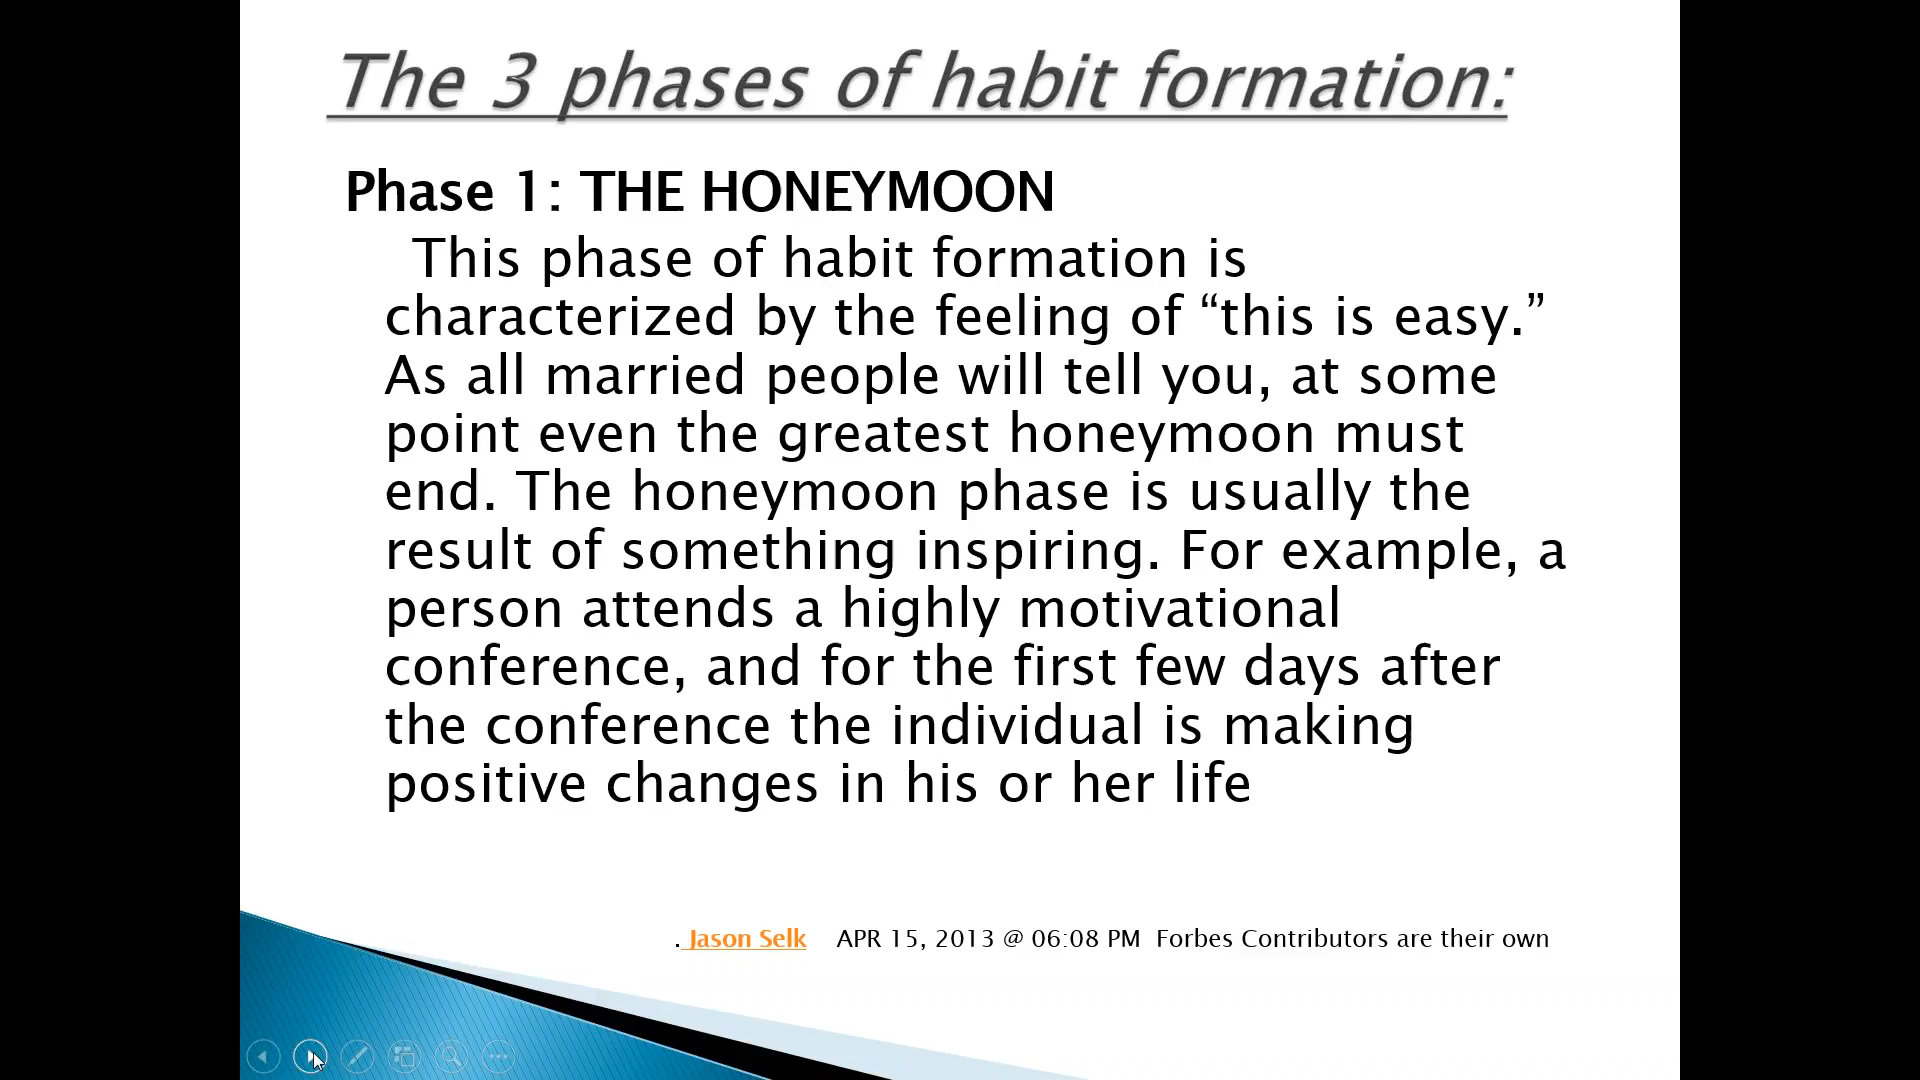 The 3 phases of habit formation:
Phase 1: THE HONEYMOON
This phase of habit formation is
characterized by the feeling of “this is easy.”
As all married people will tell you, at some
point even the greatest honeymoon must
end. The honeymoon phase is usually the
result of something inspiring. For example, a
person attends a highly motivational
conference, and for the first few days after
the conference the individual is making
positive changes in his or her life
. Jason Selk APR 15, 2013 @ 06:08 PM Forbes Contributors are their own